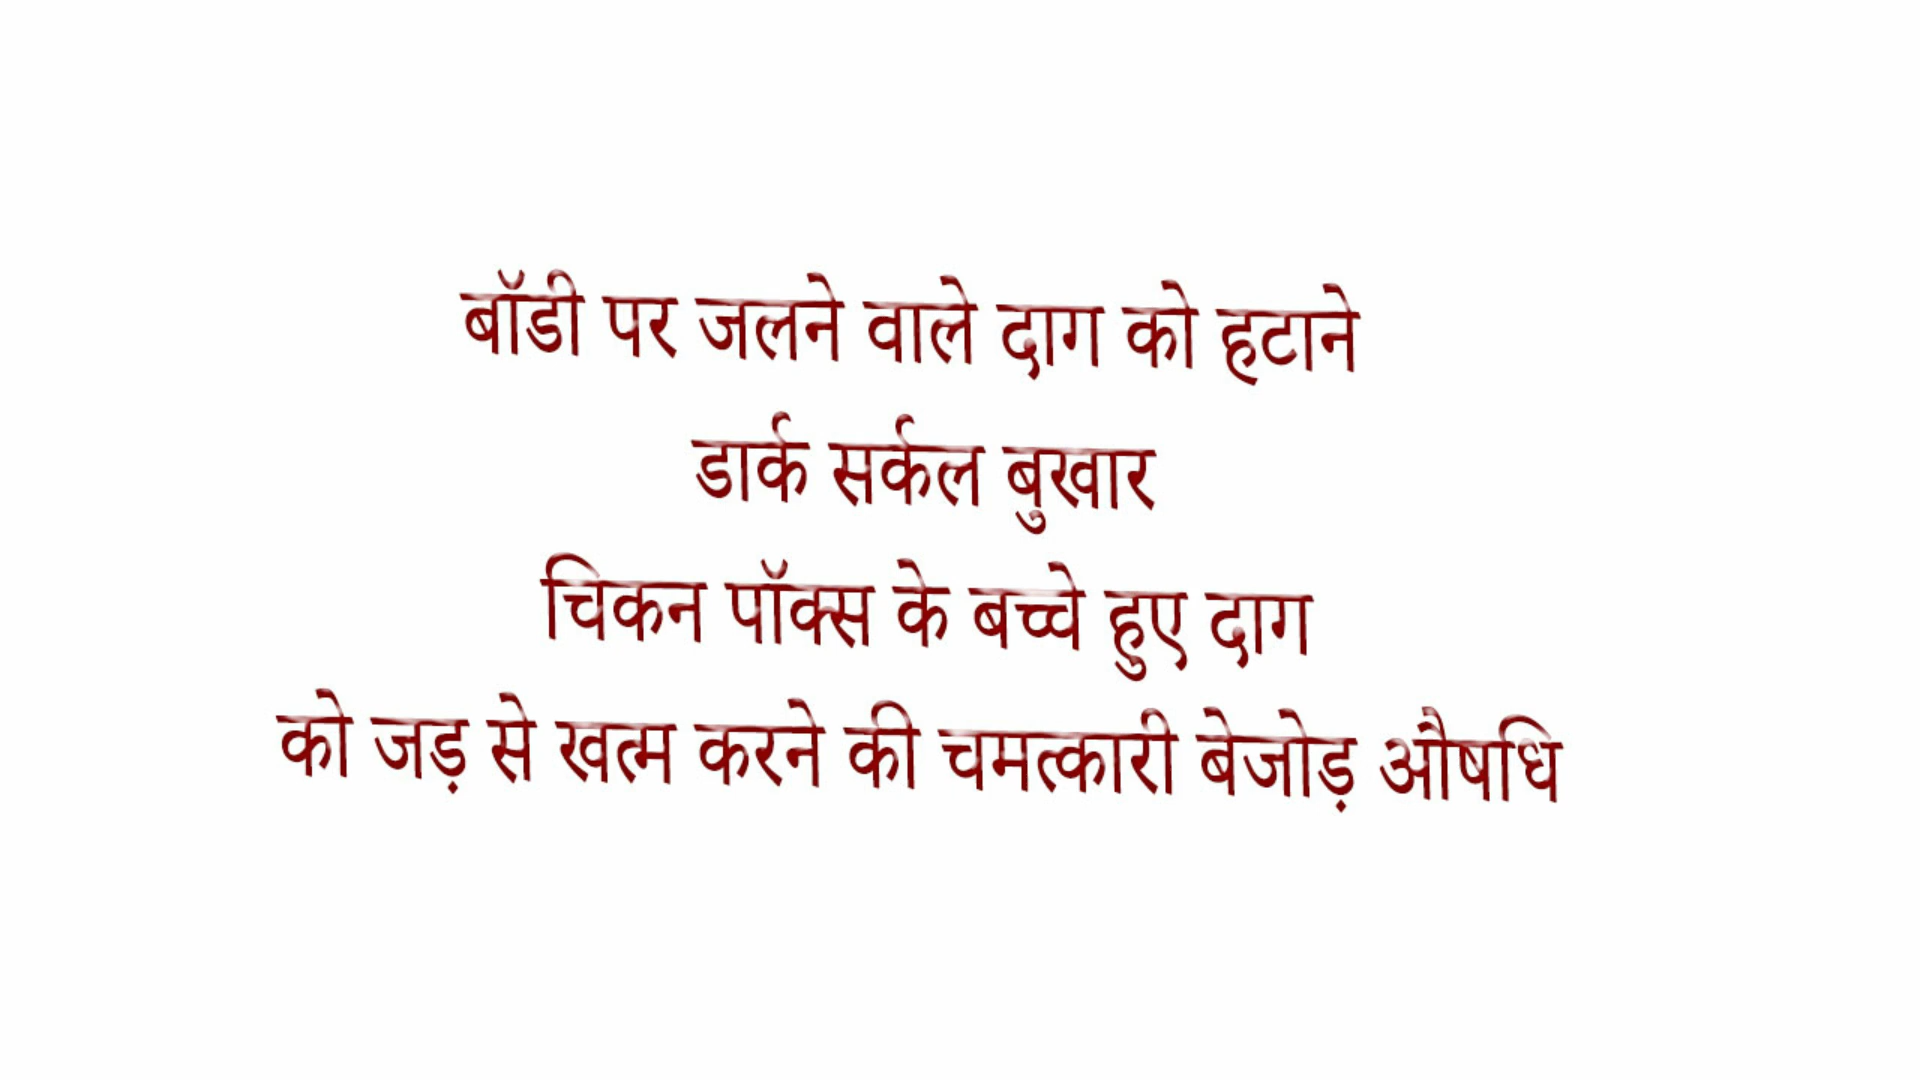 बॉडी पर जलने वाले दाग को हटाने
डार्क सर्कल बुखार
चिकन पॉक्स के बच्चे हुए दाग
को जड़ से खत्म करने की चमत्कारी बेजोड़ औषधि